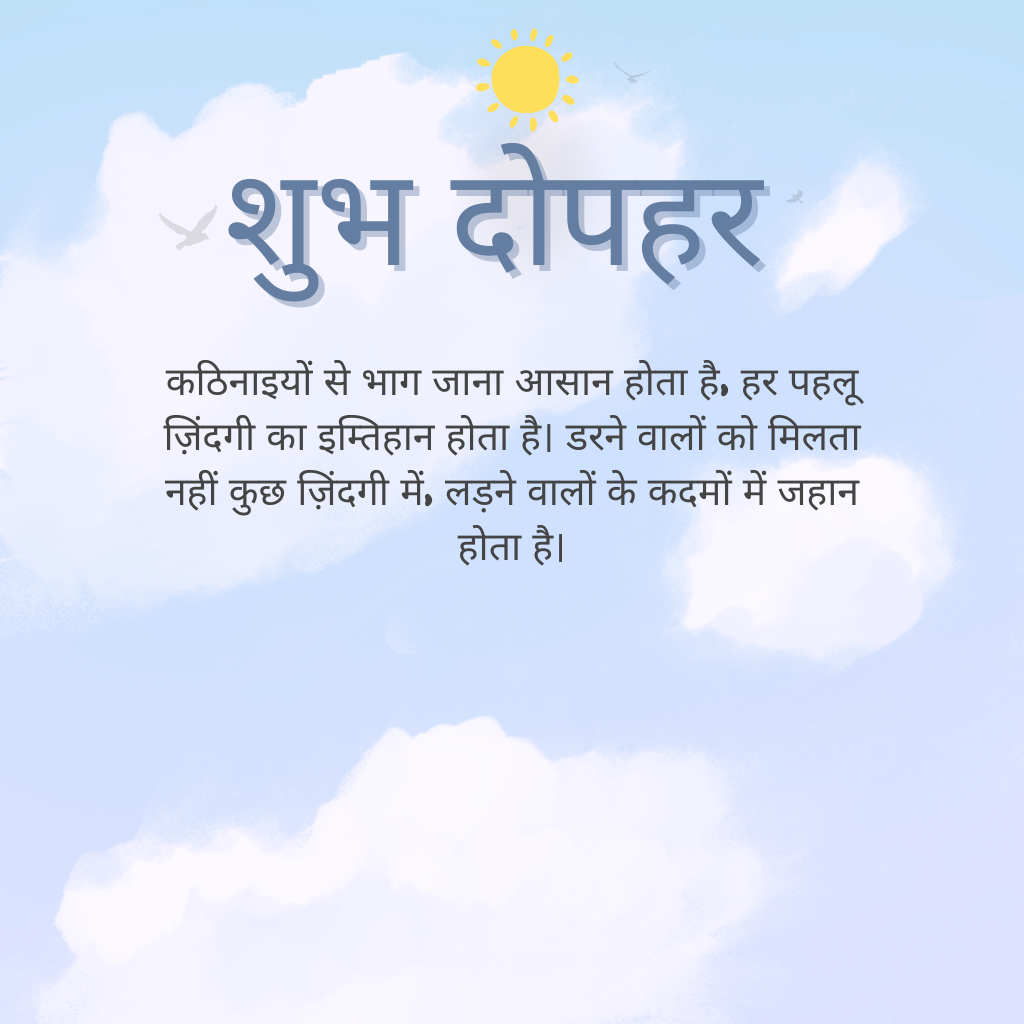 शुभ दोपहर
कठिनाइयों से भाग जाना आसान होता है, हर पहलू
ज़िंदगी का इम्तिहान होता है। डरने वालों को मिलता
नहीं कुछ ज़िंदगी में, लड़ने वालों के कदमों में जहान
होता है।